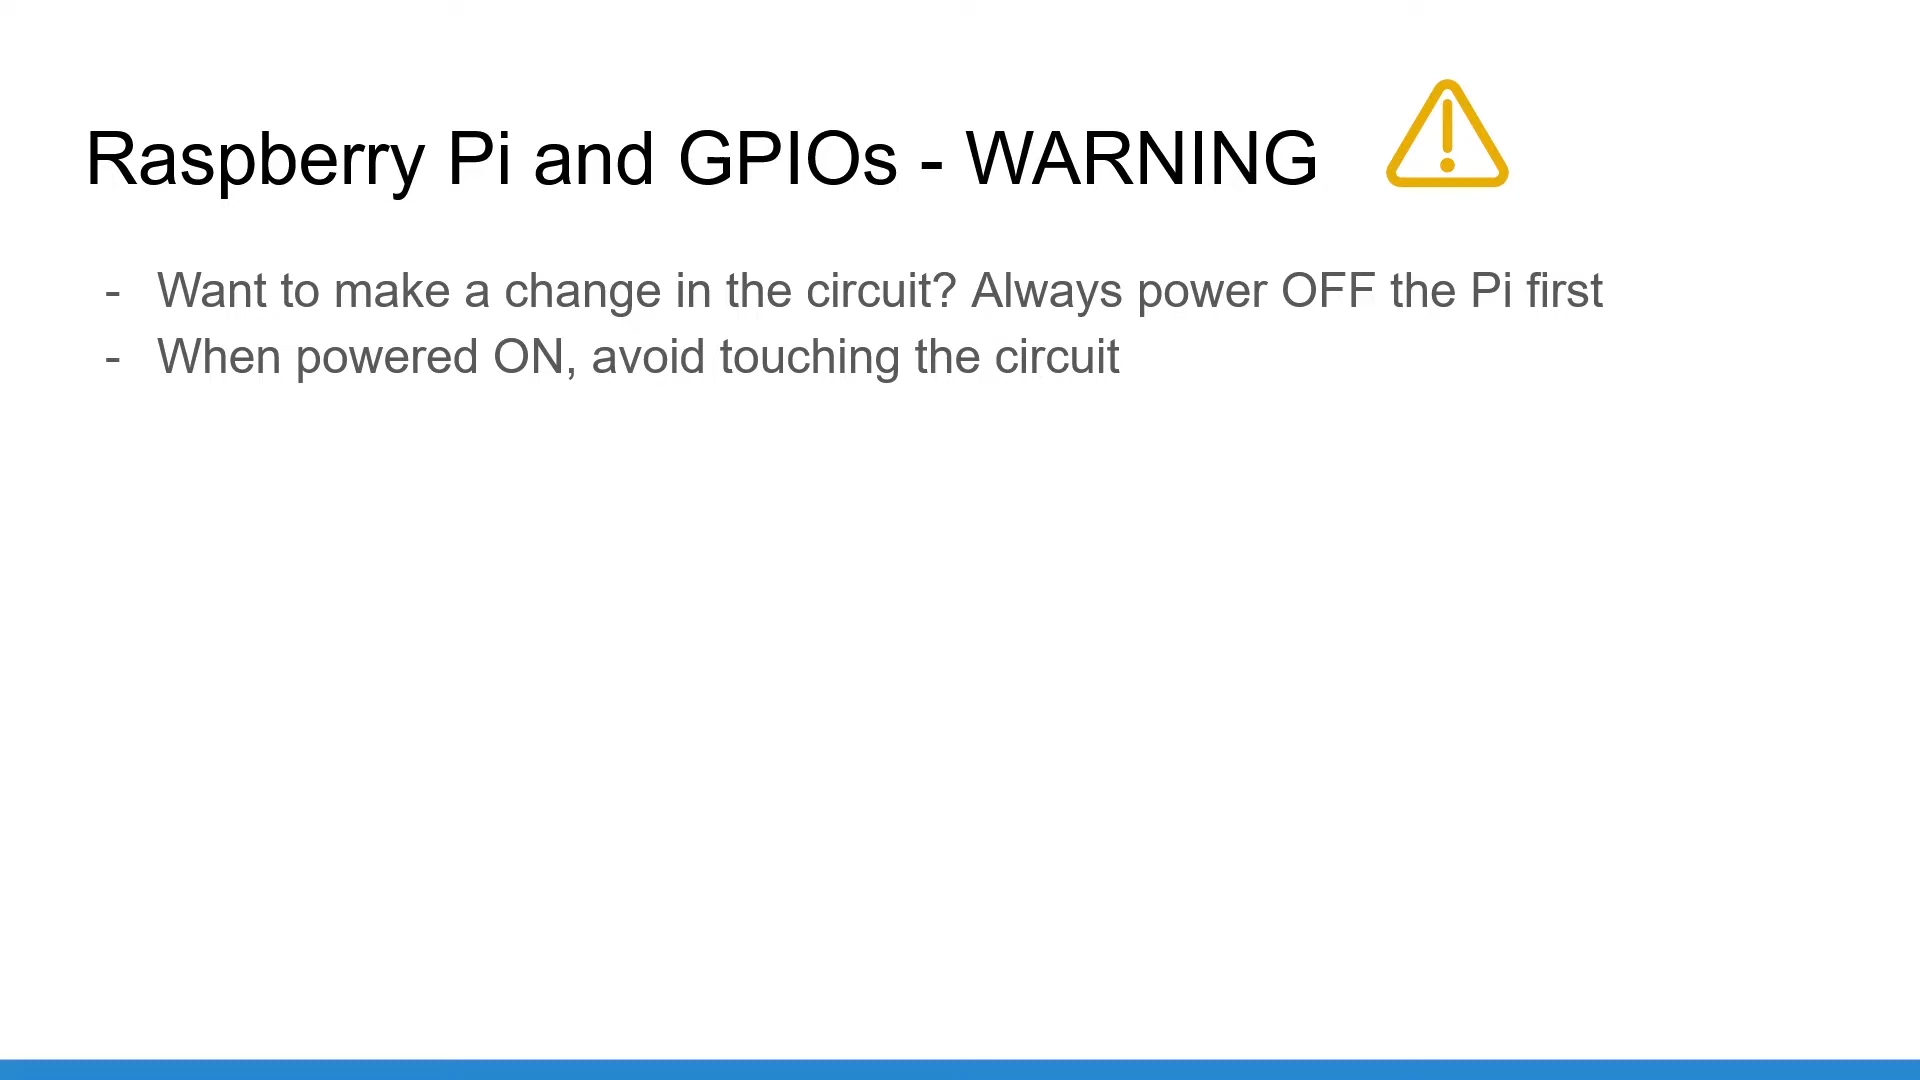 Raspberry Pi and GPIOs - WARNING
- Want to make a change in the circuit? Always power OFF the Pi first
- When powered ON, avoid touching the circuit